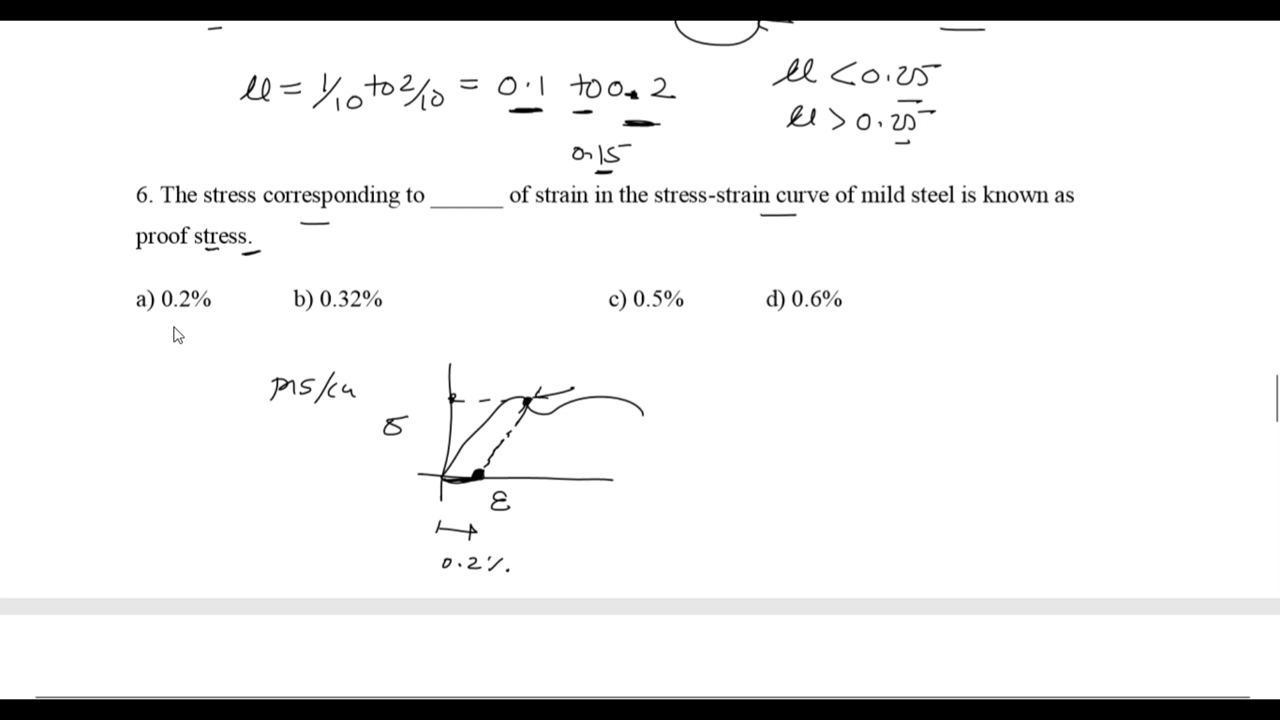 μ = 1/10 to 2/10 = 0.1 to 0.2
μ < 0.25
μ > 0.25
0.15
6. The stress corresponding to ______ of strain in the stress-strain curve of mild steel is known as
proof stress.
a) 0.2% b) 0.32% c) 0.5% d) 0.6%
σ
ε
0.2%.